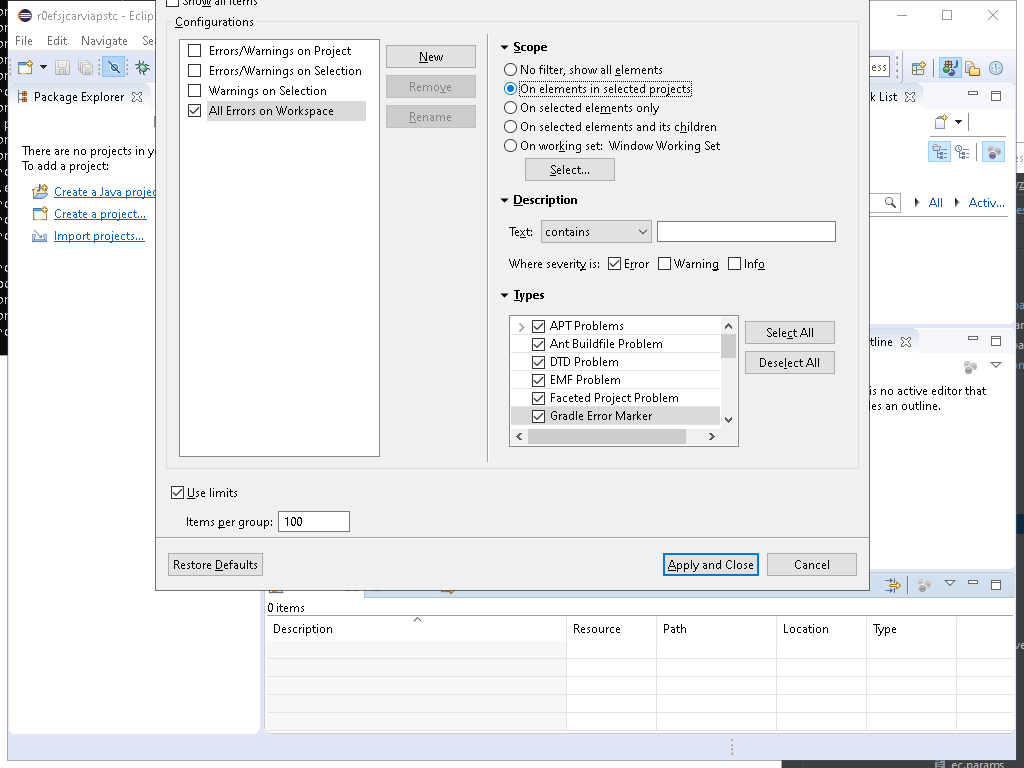 r0efsjcarviapstc - Eclip
Show all items
File Edit Navigate Se
Configurations
Errors/Warnings on Project
Errors/Warnings on Selection
Warnings on Selection
All Errors on Workspace
New
Remove
Rename
Scope
No filter, show all elements
On elements in selected projects
On selected elements only
On selected elements and its children
On working set: Window Working Set
Select...
Description
Text: contains
Where severity is: Error Warning Info
Types
APT Problems
Ant Buildfile Problem
DTD Problem
EMF Problem
Faceted Project Problem
Gradle Error Marker
Select All
Deselect All
Use limits
Items per group: 100
Restore Defaults
Apply and Close
Cancel
Package Explorer
There are no projects in y
To add a project:
Create a Java projec
Create a project...
Import projects...
ess
k List
All
Activ...
tline
is no active editor that
les an outline.
0 items
Description Resource Path Location Type
ec.params